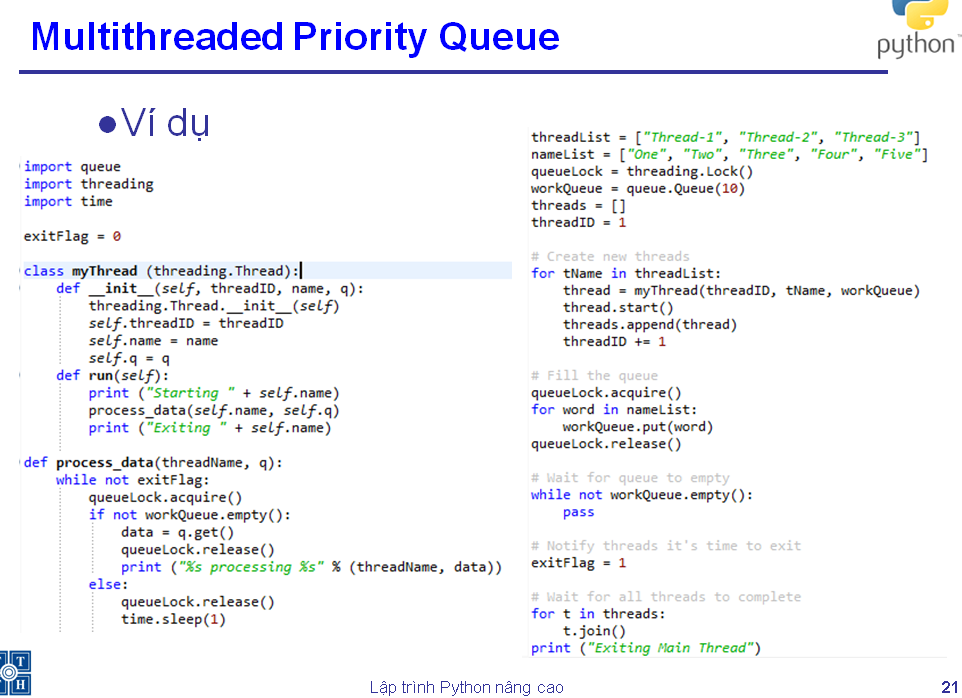 Multithreaded Priority Queue
python
●Ví dụ
import queue
import threading
import time
exitFlag = 0
class myThread (threading.Thread):
    def __init__(self, threadID, name, q):
        threading.Thread.__init__(self)
        self.threadID = threadID
        self.name = name
        self.q = q
    def run(self):
        print ("Starting " + self.name)
        process_data(self.name, self.q)
        print ("Exiting " + self.name)
def process_data(threadName, q):
    while not exitFlag:
        queueLock.acquire()
        if not workQueue.empty():
            data = q.get()
            queueLock.release()
            print ("%s processing %s" % (threadName, data))
        else:
            queueLock.release()
            time.sleep(1)
threadList = ["Thread-1", "Thread-2", "Thread-3"]
nameList = ["One", "Two", "Three", "Four", "Five"]
queueLock = threading.Lock()
workQueue = queue.Queue(10)
threads = []
threadID = 1
# Create new threads
for tName in threadList:
    thread = myThread(threadID, tName, workQueue)
    thread.start()
    threads.append(thread)
    threadID += 1
# Fill the queue
queueLock.acquire()
for word in nameList:
    workQueue.put(word)
queueLock.release()
# Wait for queue to empty
while not workQueue.empty():
    pass
# Notify threads it's time to exit
exitFlag = 1
# Wait for all threads to complete
for t in threads:
    t.join()
print ("Exiting Main Thread")
T
H
Lập trình Python nâng cao
21